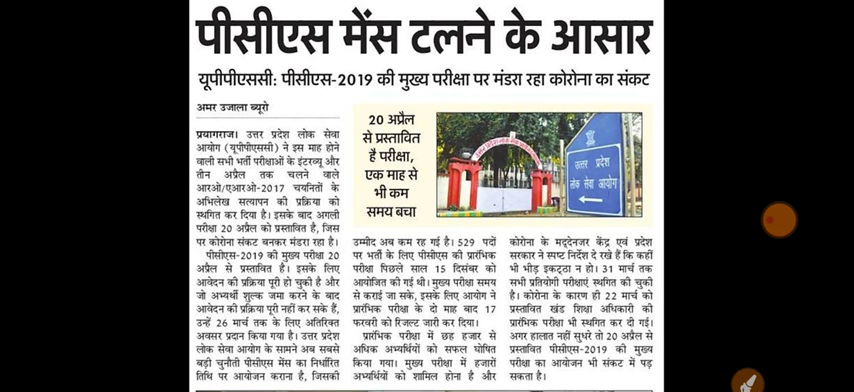 पीसीएस मेंस टलने के आसार
यूपीपीएससी: पीसीएस-2019 की मुख्य परीक्षा पर मंडरा रहा कोरोना का संकट
अमर उजाला ब्यूरो
प्रयागराज। उत्तर प्रदेश लोक सेवा
आयोग (यूपीपीएससी) ने इस माह होने
वाली सभी भर्ती परीक्षाओं के इंटरव्यू और
तीन अप्रैल तक चलने वाले
आरओ/एआरओ-2017 चयनितों के
अभिलेख सत्यापन की प्रक्रिया को
स्थगित कर दिया है। इसके बाद अगली
परीक्षा 20 अप्रैल को प्रस्तावित है, जिस
पर कोरोना संकट बनकर मंडरा रहा है।
पीसीएस-2019 की मुख्य परीक्षा 20
अप्रैल से प्रस्तावित है। इसके लिए
आवेदन की प्रक्रिया पूरी हो चुकी है और
जो अभ्यर्थी शुल्क जमा करने के बाद
आवेदन की प्रक्रिया पूरी नहीं कर सके हैं,
उन्हें 26 मार्च तक के लिए अतिरिक्त
अवसर प्रदान किया गया है। उत्तर प्रदेश
लोक सेवा आयोग के सामने अब सबसे
बड़ी चुनौती पीसीएस मेंस का निर्धारित
तिथि पर आयोजन कराना है, जिसकी
20 अप्रैल
से प्रस्तावित
है परीक्षा,
एक माह से
भी कम
समय बचा
उत्तर प्रदेश लोक सेवा आयोग
उत्तर प्रदेश
लोक सेवा आयोग
उम्मीद अब कम रह गई है। 529 पदों
पर भर्ती के लिए पीसीएस की प्रारंभिक
परीक्षा पिछले साल 15 दिसंबर को
आयोजित की गई थी। मुख्य परीक्षा समय
से कराई जा सके, इसके लिए आयोग ने
प्रारंभिक परीक्षा के दो माह बाद 17
फरवरी को रिजल्ट जारी कर दिया।
प्रारंभिक परीक्षा में छह हजार से
अधिक अभ्यर्थियों को सफल घोषित
किया गया। मुख्य परीक्षा में हजारों
अभ्यर्थियों को शामिल होना है और
कोरोना के मद्देनजर केंद्र एवं प्रदेश
सरकार ने स्पष्ट निर्देश दे रखे हैं कि कहीं
भी भीड़ इकट्ठा न हो। 31 मार्च तक
सभी प्रतियोगी परीक्षाएं स्थगित की चुकी
है। कोरोना के कारण ही 22 मार्च को
प्रस्तावित खंड शिक्षा अधिकारी की
प्रारंभिक परीक्षा भी स्थगित कर दी गई।
अगर हालात नहीं सुधरे तो 20 अप्रैल से
प्रस्तावित पीसीएस-2019 की मुख्य
परीक्षा का आयोजन भी संकट में पड़
सकता है।